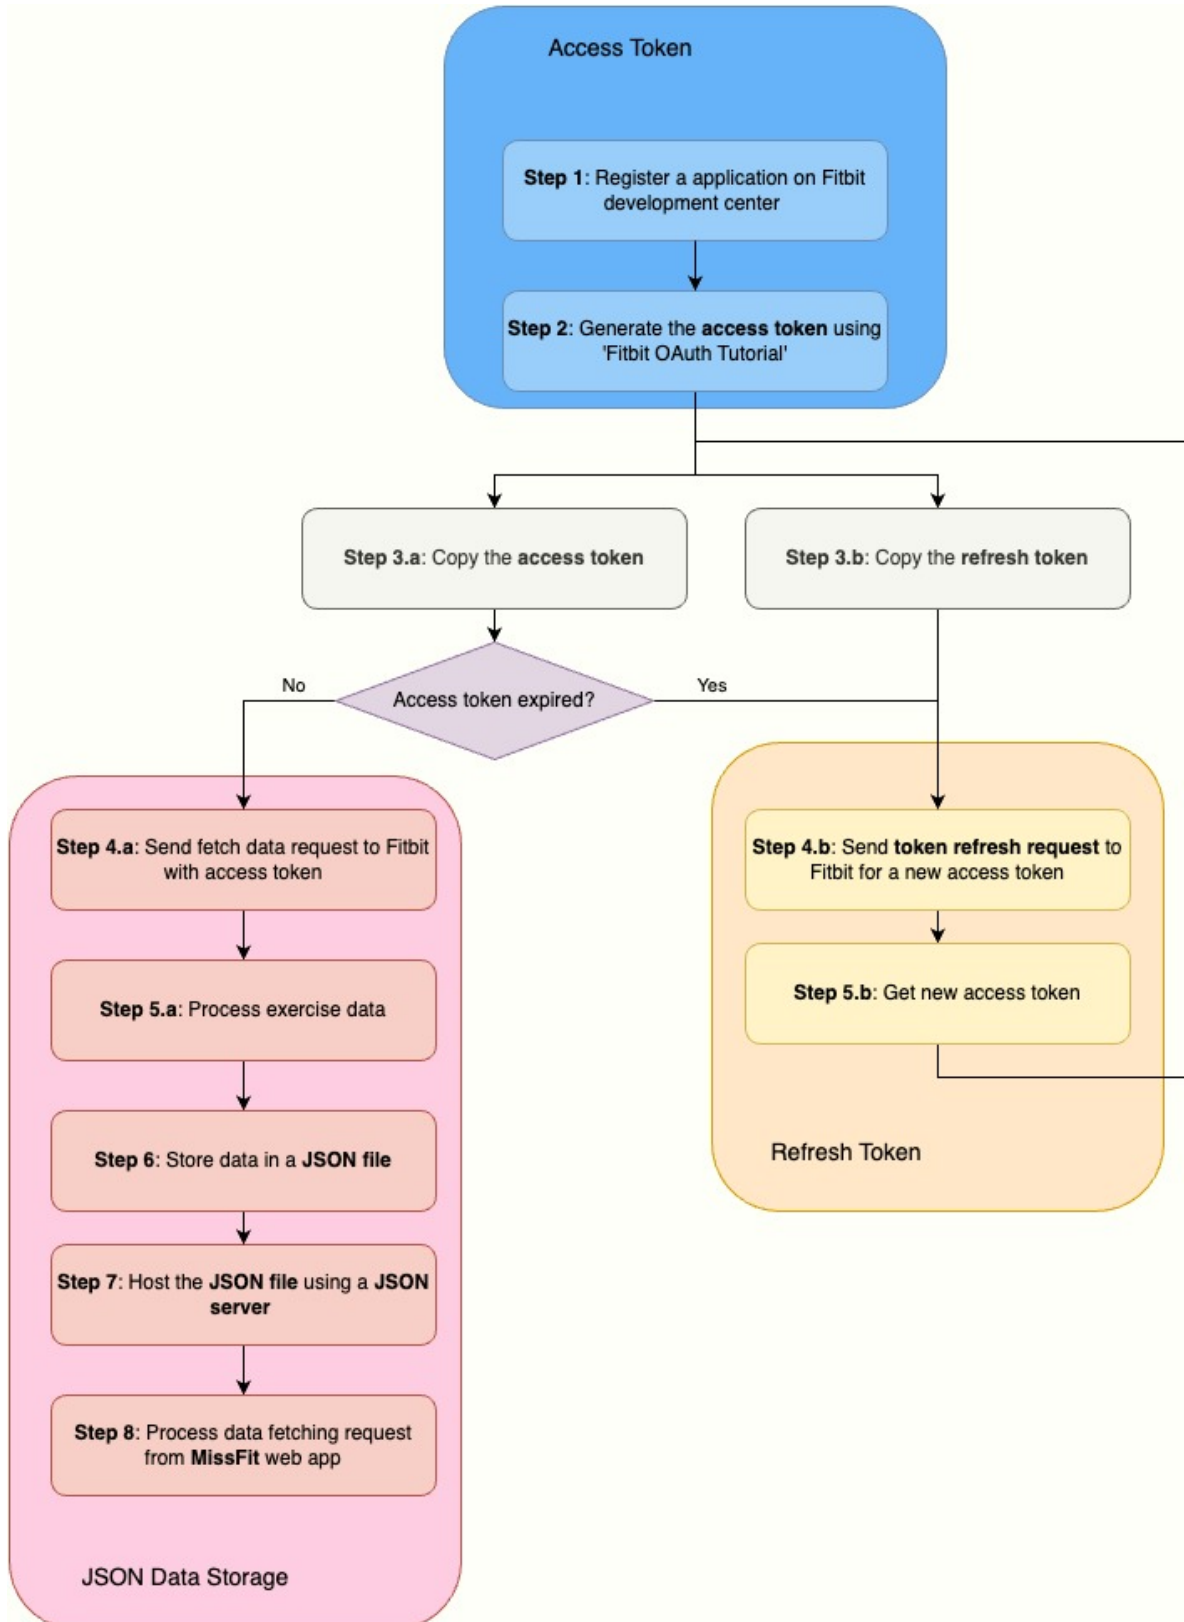 Access Token
Step 1: Register a application on Fitbit
development center
Step 2: Generate the access token using
'Fitbit OAuth Tutorial'
Step 3.a: Copy the access token
Step 3.b: Copy the refresh token
No
Access token expired?
Yes
Step 4.a: Send fetch data request to Fitbit
with access token
Step 4.b: Send token refresh request to
Fitbit for a new access token
Step 5.a: Process exercise data
Step 5.b: Get new access token
Step 6: Store data in a JSON file
Refresh Token
Step 7: Host the JSON file using a JSON
server
Step 8: Process data fetching request
from MissFit web app
JSON Data Storage